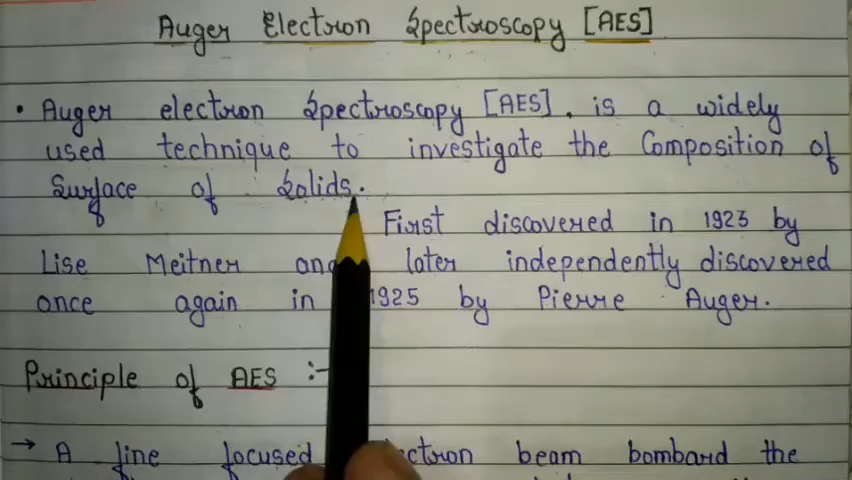 Auger Electron Spectroscopy [AES]
• Auger electron Spectroscopy [AES]. is a widely
used technique to investigate the Composition of
Surface of Solids.
First discovered in 1923 by
Lise Meitner and later independently discovered
once again in 1925 by Pierre Auger.
Principle of AES :-
→ A fine focused electron beam bombard the